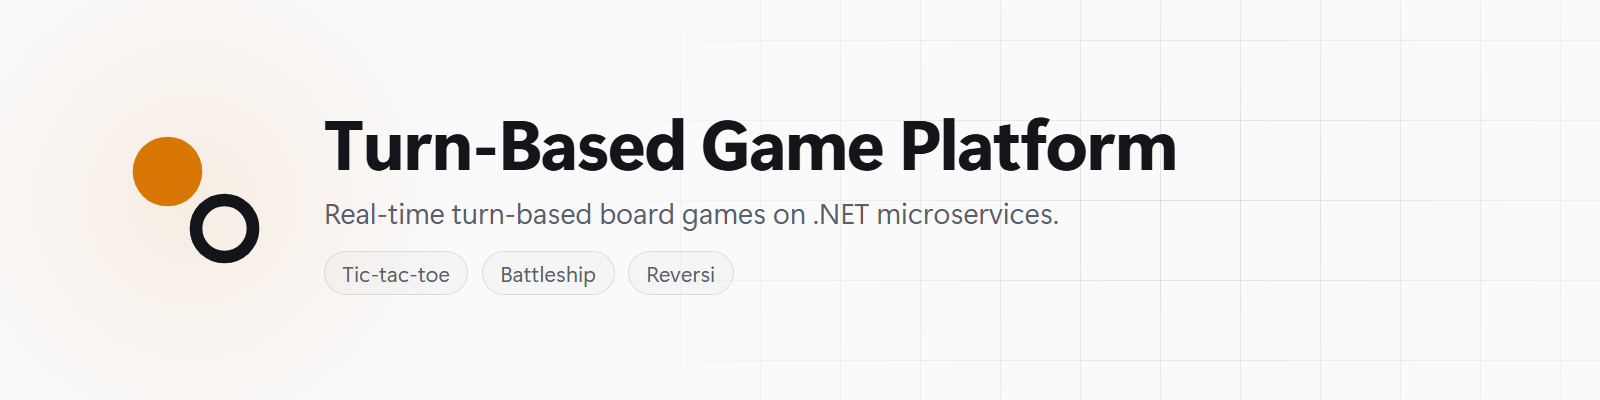 Turn-Based Game Platform
Real-time turn-based board games on .NET microservices.
Tic-tac-toe Battleship Reversi